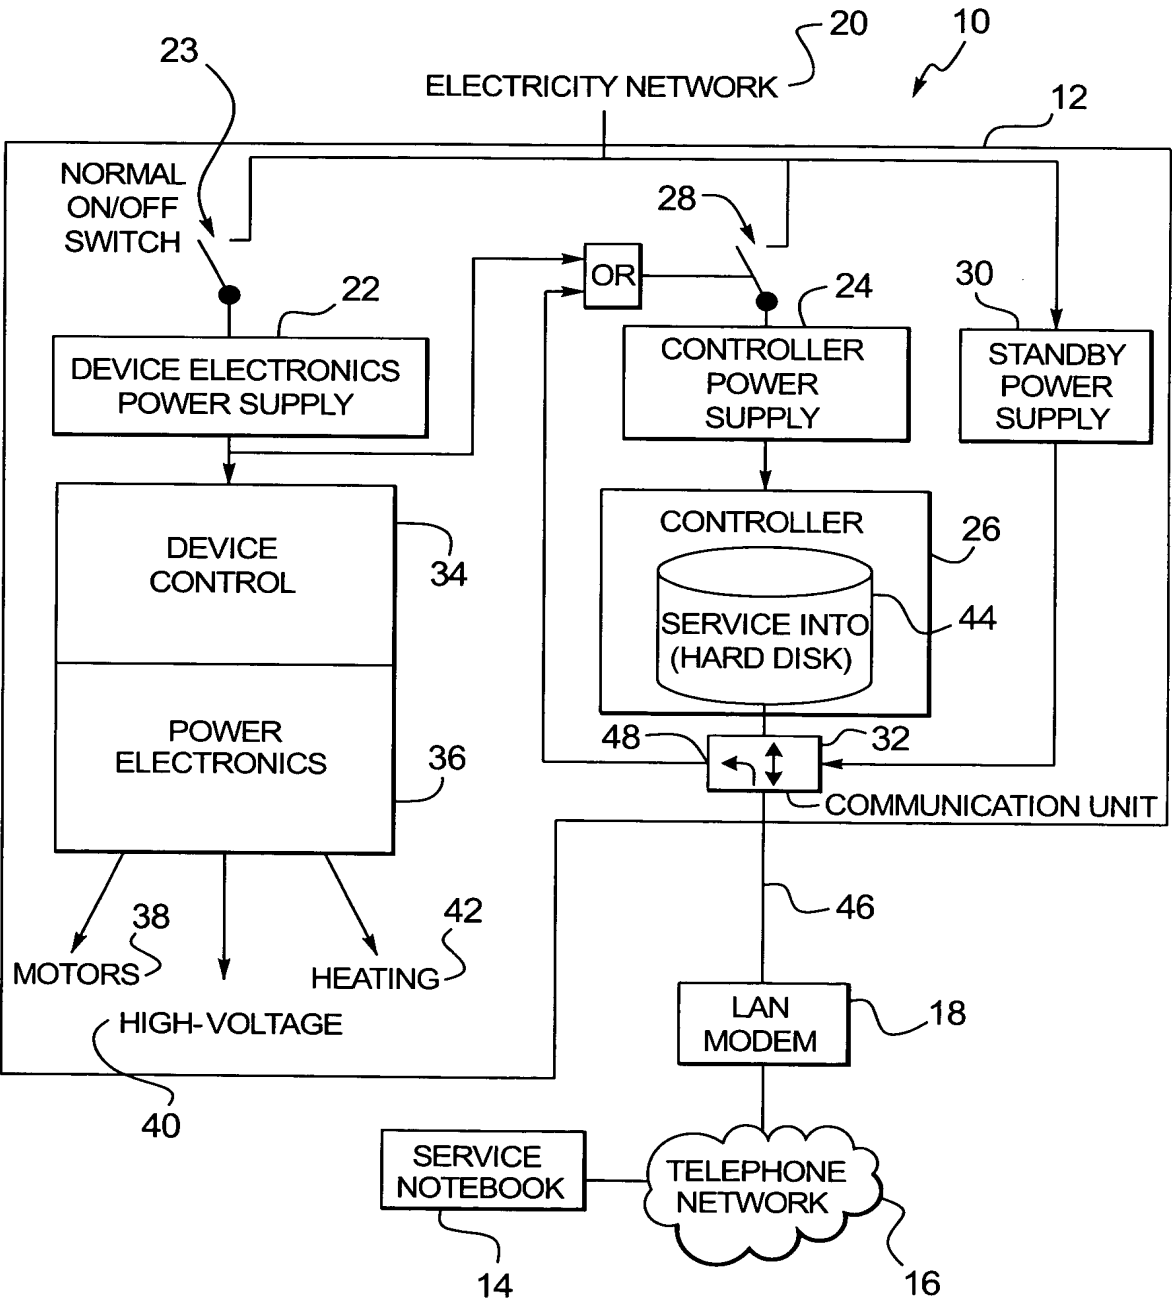 20
10
23
ELECTRICITY NETWORK
12
NORMAL
ON/OFF
SWITCH
28
OR
22
24
30
DEVICE ELECTRONICS
POWER SUPPLY
CONTROLLER
POWER
SUPPLY
STANDBY
POWER
SUPPLY
DEVICE
CONTROL
34
CONTROLLER
26
SERVICE INTO
(HARD DISK)
44
POWER
ELECTRONICS
36
48
32
COMMUNICATION UNIT
38
42
46
MOTORS
HEATING
HIGH-VOLTAGE
40
LAN
MODEM
18
SERVICE
NOTEBOOK
14
TELEPHONE
NETWORK
16